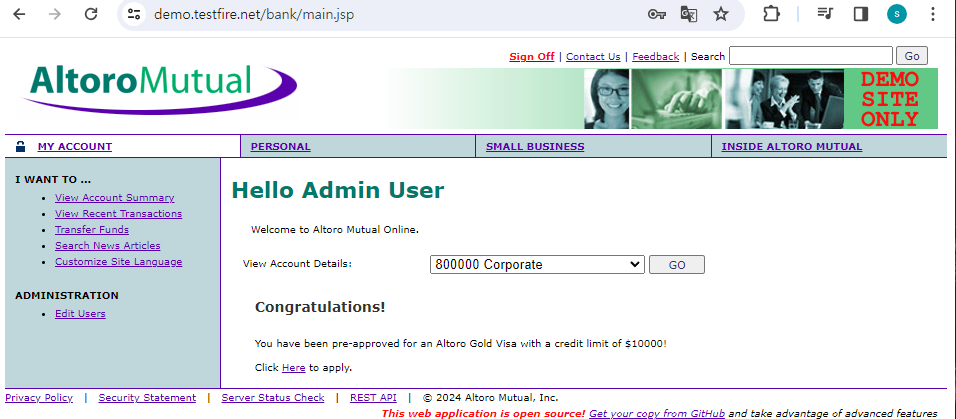 demo.testfire.net/bank/main.jsp
S
Sign Off | Contact Us | Feedback | Search Go
AltoroMutual
DEMO
SITE
ONLY
MY ACCOUNT PERSONAL SMALL BUSINESS INSIDE ALTORO MUTUAL
I WANT TO ...
View Account Summary
View Recent Transactions
Transfer Funds
Search News Articles
Customize Site Language
ADMINISTRATION
Edit Users
Hello Admin User
Welcome to Altoro Mutual Online.
View Account Details: 800000 Corporate GO
Congratulations!
You have been pre-approved for an Altoro Gold Visa with a credit limit of $10000!
Click Here to apply.
Privacy Policy | Security Statement | Server Status Check | REST API | © 2024 Altoro Mutual, Inc.
This web application is open source! Get your copy from GitHub and take advantage of advanced features